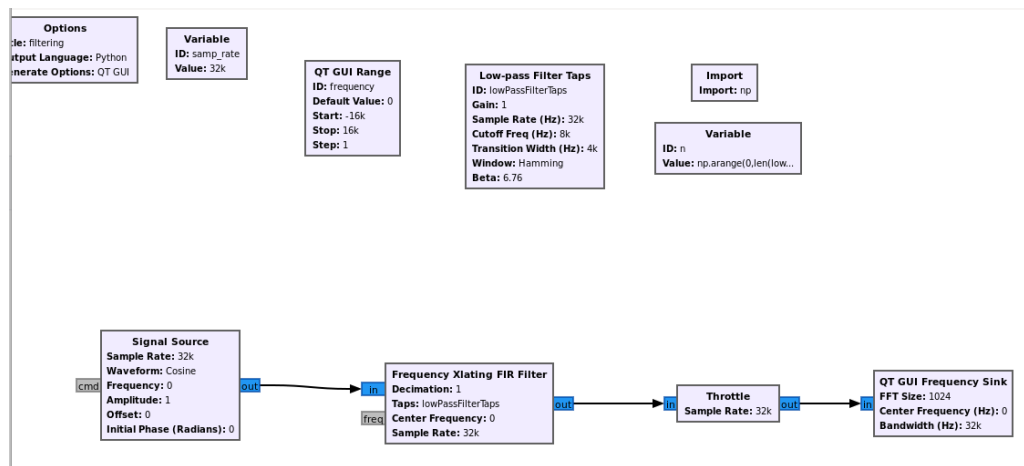 Options
tle: filtering
utput Language: Python
enerate Options: QT GUI
Variable
ID: samp_rate
Value: 32k
QT GUI Range
ID: frequency
Default Value: 0
Start: -16k
Stop: 16k
Step: 1
Low-pass Filter Taps
ID: lowPassFilterTaps
Gain: 1
Sample Rate (Hz): 32k
Cutoff Freq (Hz): 8k
Transition Width (Hz): 4k
Window: Hamming
Beta: 6.76
Import
Import: np
Variable
ID: n
Value: np.arange(0,len(low...
Signal Source
Sample Rate: 32k
Waveform: Cosine
Frequency: 0
Amplitude: 1
Offset: 0
Initial Phase (Radians): 0
cmd
out
Frequency Xlating FIR Filter
Decimation: 1
Taps: lowPassFilterTaps
Center Frequency: 0
Sample Rate: 32k
in
freq
out
Throttle
Sample Rate: 32k
in
out
QT GUI Frequency Sink
FFT Size: 1024
Center Frequency (Hz): 0
Bandwidth (Hz): 32k
in